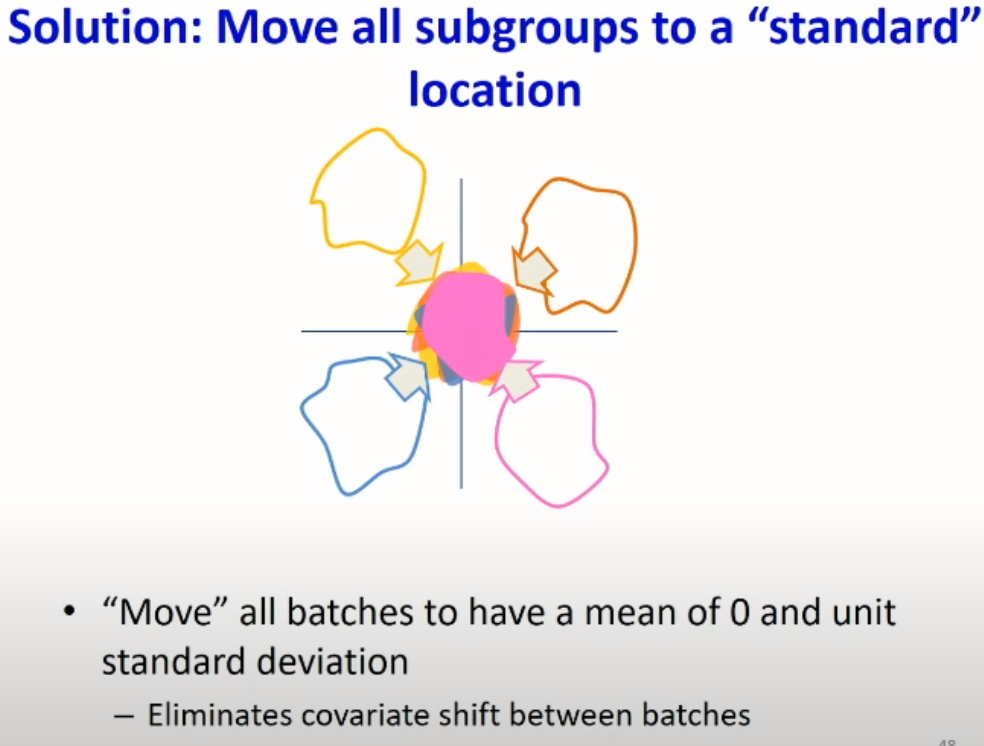 Solution: Move all subgroups to a “standard”
location
• “Move” all batches to have a mean of 0 and unit
standard deviation
– Eliminates covariate shift between batches
48